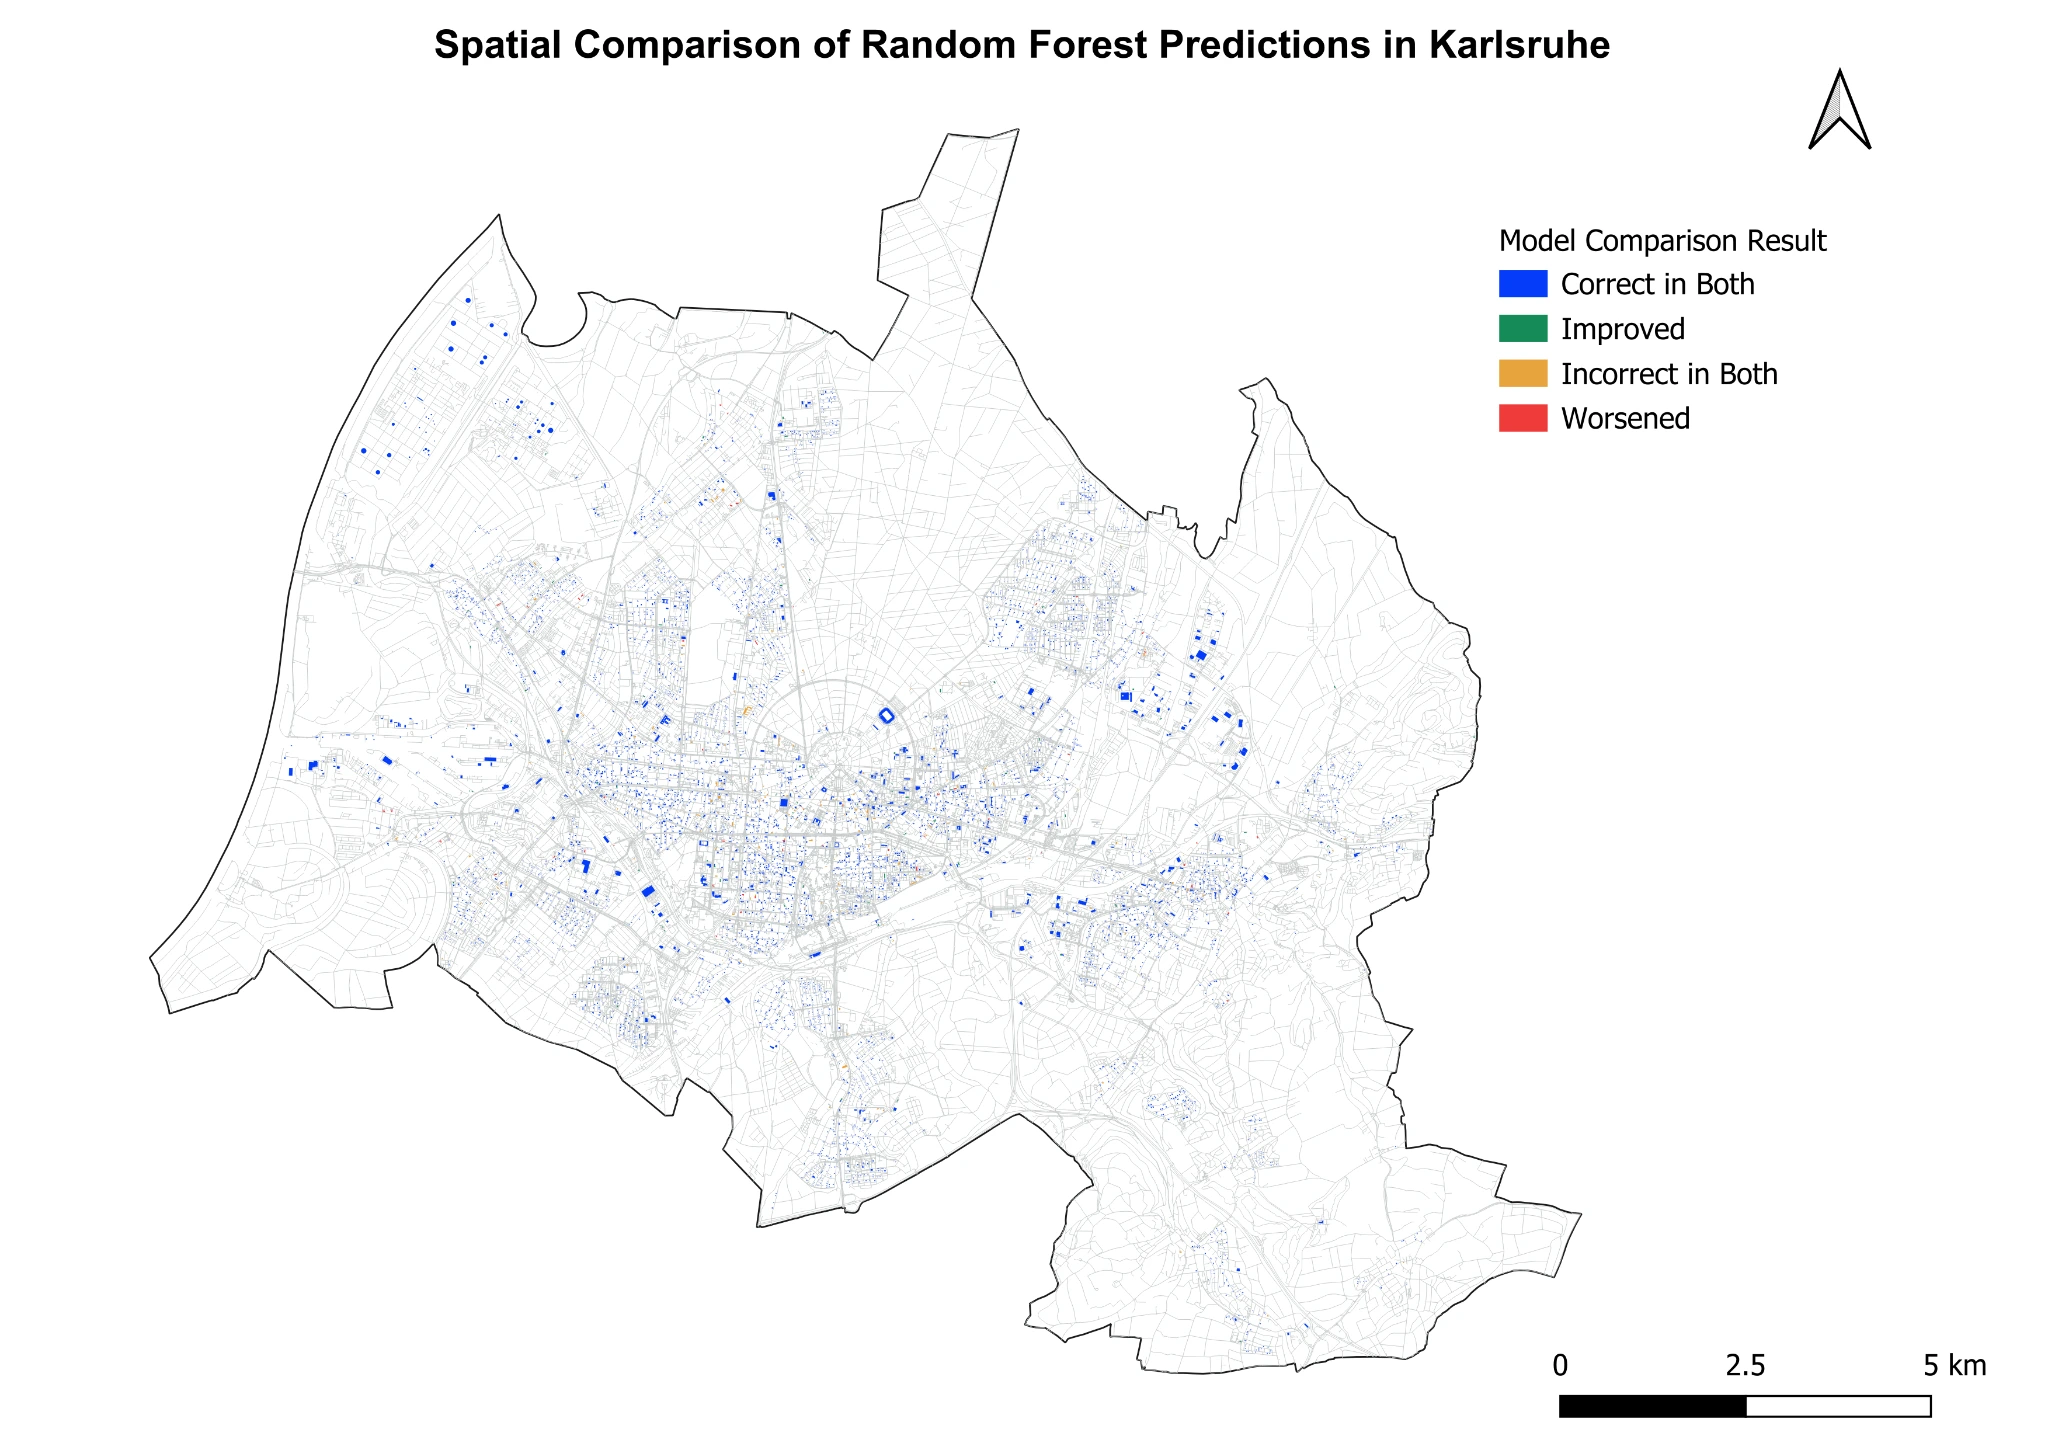 Spatial Comparison of Random Forest Predictions in Karlsruhe
Model Comparison Result
Correct in Both
Improved
Incorrect in Both
Worsened
0 2.5 5 km